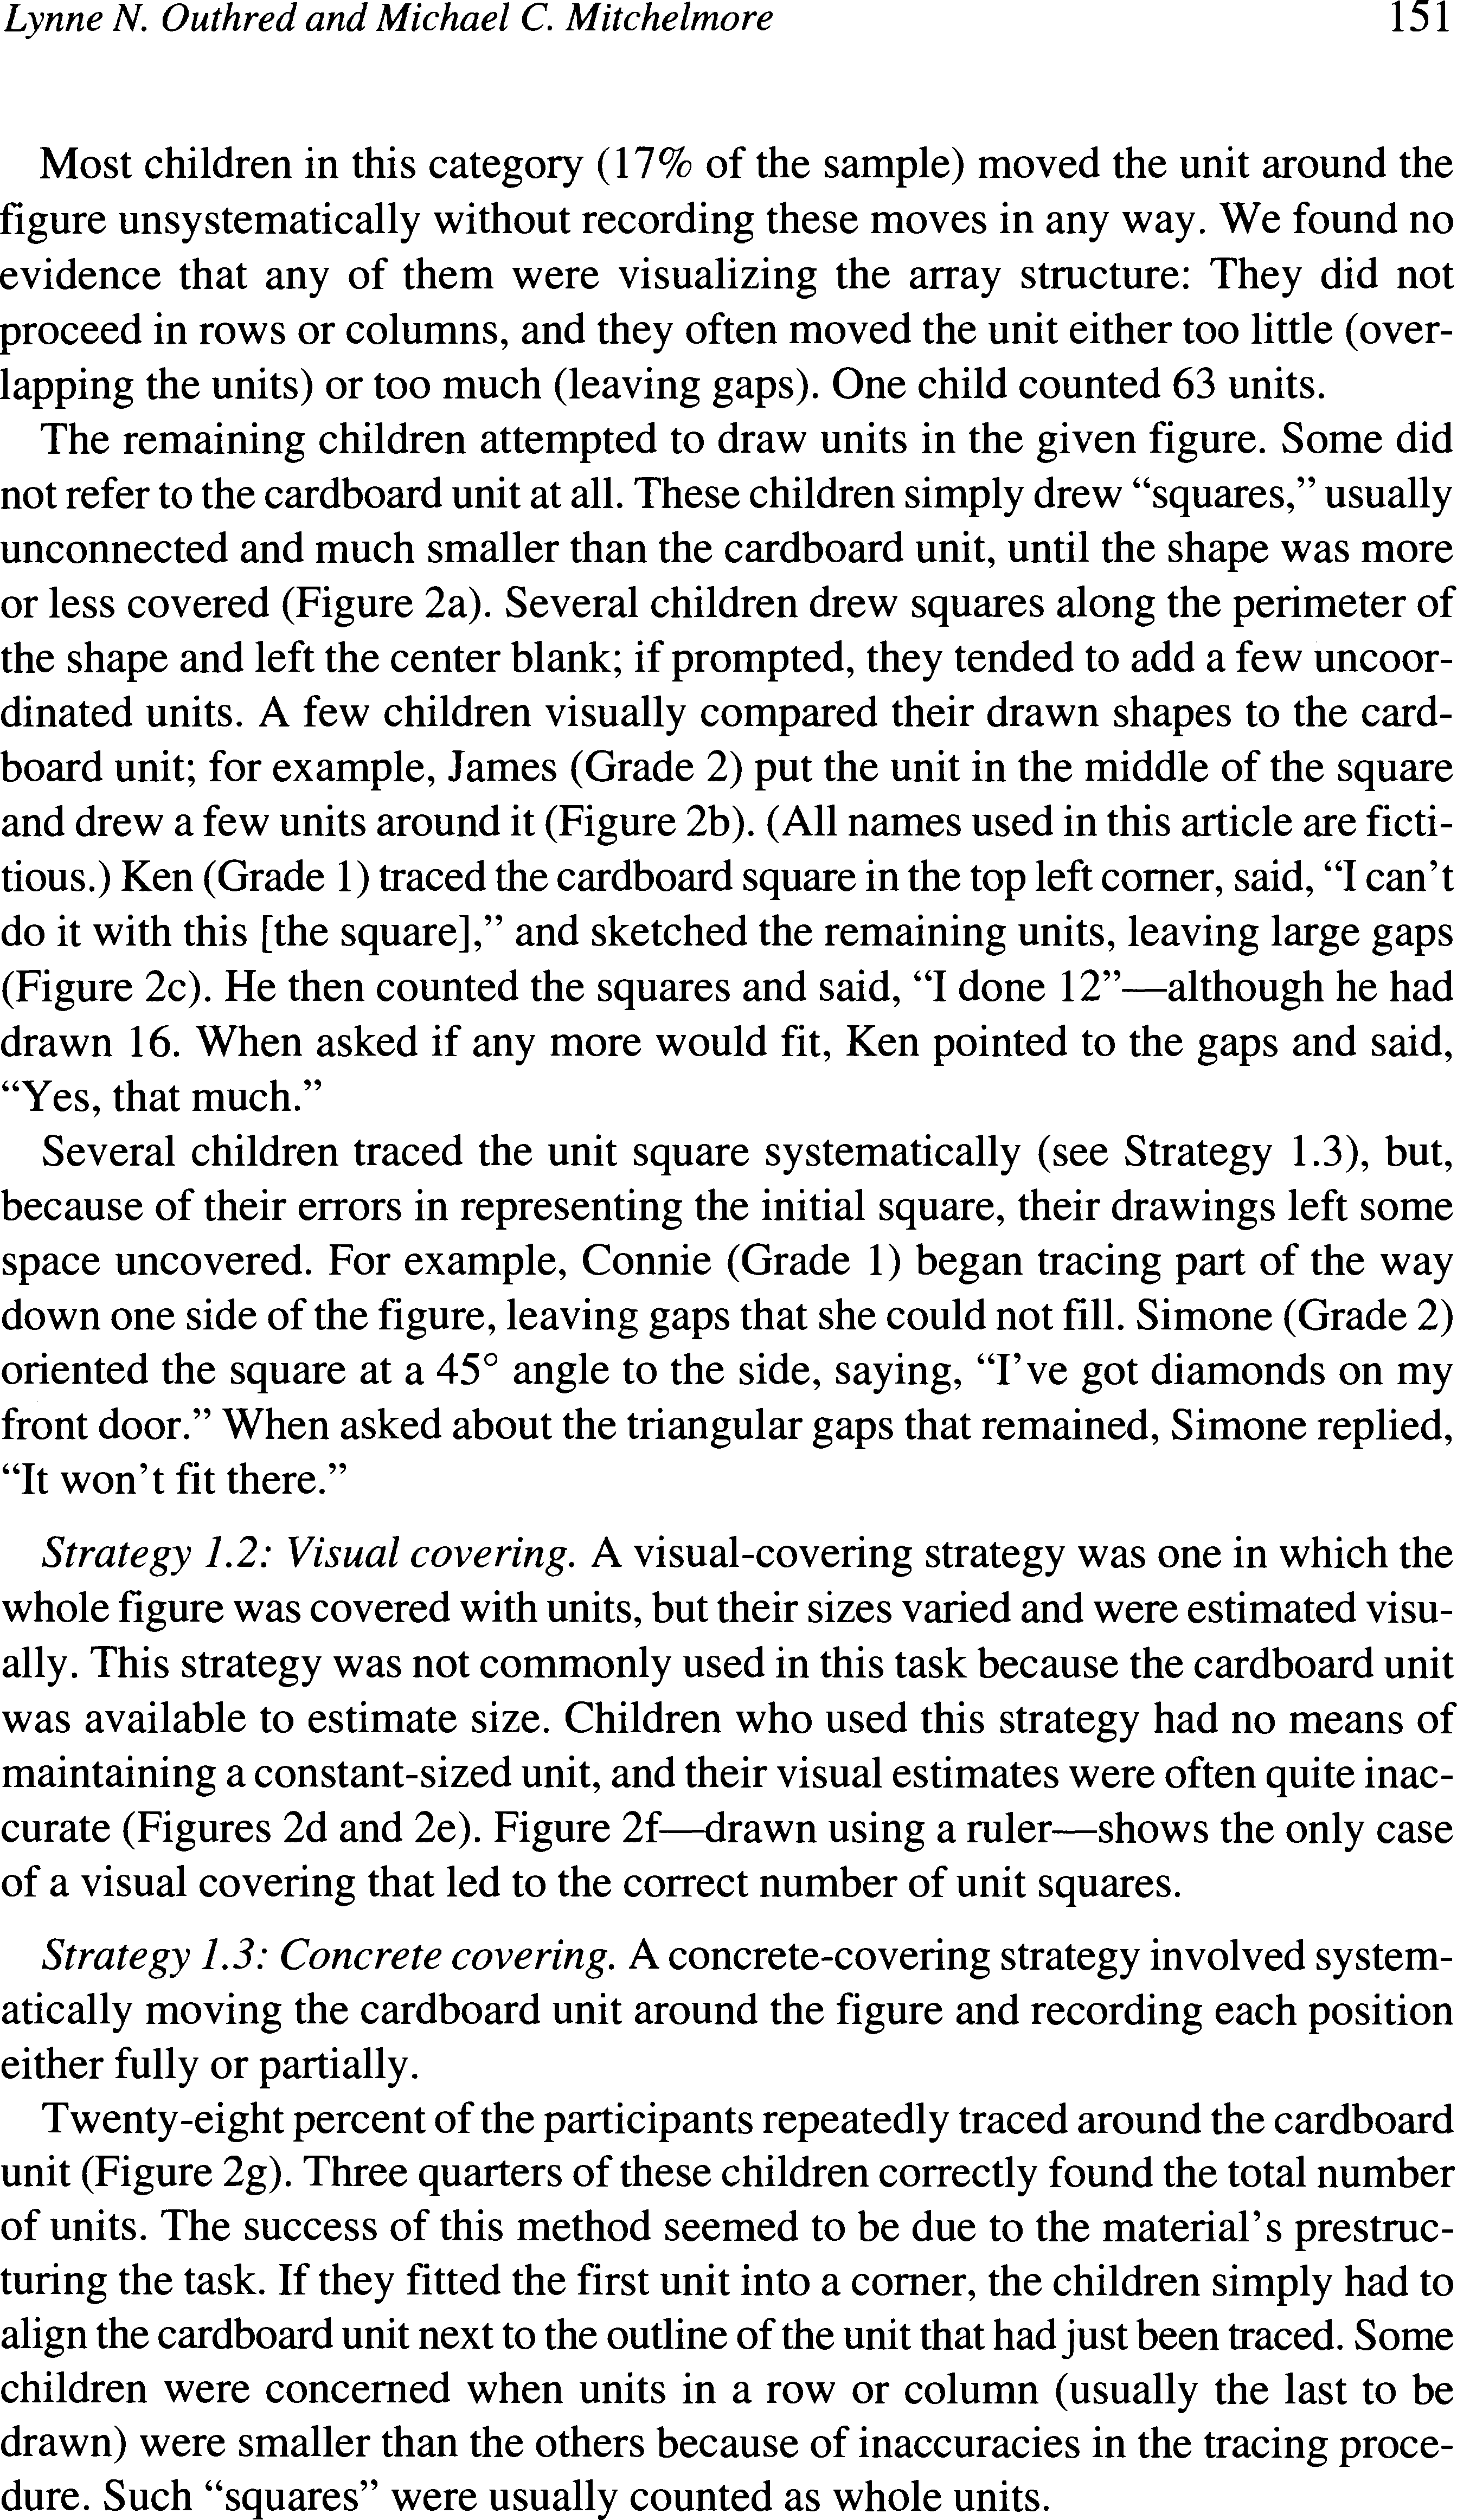 Lynne N. Outhred and Michael C. Mitchelmore 151
Most children in this category (17% of the sample) moved the unit around the
figure unsystematically without recording these moves in any way. We found no
evidence that any of them were visualizing the array structure: They did not
proceed in rows or columns, and they often moved the unit either too little (over-
lapping the units) or too much (leaving gaps). One child counted 63 units.
The remaining children attempted to draw units in the given figure. Some did
not refer to the cardboard unit at all. These children simply drew “squares,” usually
unconnected and much smaller than the cardboard unit, until the shape was more
or less covered (Figure 2a). Several children drew squares along the perimeter of
the shape and left the center blank; if prompted, they tended to add a few uncoor-
dinated units. A few children visually compared their drawn shapes to the card-
board unit; for example, James (Grade 2) put the unit in the middle of the square
and drew a few units around it (Figure 2b). (All names used in this article are ficti-
tious.) Ken (Grade 1) traced the cardboard square in the top left corner, said, “I can’t
do it with this [the square],” and sketched the remaining units, leaving large gaps
(Figure 2c). He then counted the squares and said, “I done 12”—although he had
drawn 16. When asked if any more would fit, Ken pointed to the gaps and said,
“Yes, that much.”
Several children traced the unit square systematically (see Strategy 1.3), but,
because of their errors in representing the initial square, their drawings left some
space uncovered. For example, Connie (Grade 1) began tracing part of the way
down one side of the figure, leaving gaps that she could not fill. Simone (Grade 2)
oriented the square at a 45° angle to the side, saying, “I’ve got diamonds on my
front door.” When asked about the triangular gaps that remained, Simone replied,
“It won’t fit there.”
Strategy 1.2: Visual covering. A visual-covering strategy was one in which the
whole figure was covered with units, but their sizes varied and were estimated visu-
ally. This strategy was not commonly used in this task because the cardboard unit
was available to estimate size. Children who used this strategy had no means of
maintaining a constant-sized unit, and their visual estimates were often quite inac-
curate (Figures 2d and 2e). Figure 2f—drawn using a ruler—shows the only case
of a visual covering that led to the correct number of unit squares.
Strategy 1.3: Concrete covering. A concrete-covering strategy involved system-
atically moving the cardboard unit around the figure and recording each position
either fully or partially.
Twenty-eight percent of the participants repeatedly traced around the cardboard
unit (Figure 2g). Three quarters of these children correctly found the total number
of units. The success of this method seemed to be due to the material’s prestruc-
turing the task. If they fitted the first unit into a corner, the children simply had to
align the cardboard unit next to the outline of the unit that had just been traced. Some
children were concerned when units in a row or column (usually the last to be
drawn) were smaller than the others because of inaccuracies in the tracing proce-
dure. Such “squares” were usually counted as whole units.